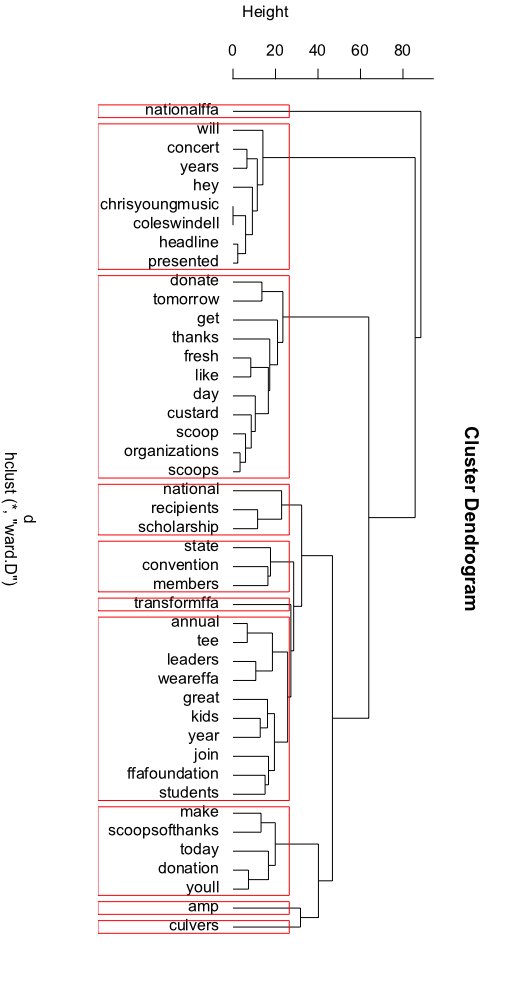 Height
0 20 40 60 80
nationalffa
will
concert
years
hey
chrisyoungmusic
coleswindell
headline
presented
donate
tomorrow
get
thanks
fresh
like
day
custard
scoop
organizations
scoops
national
recipients
scholarship
state
convention
members
transformffa
annual
tee
leaders
weareffa
great
kids
year
join
ffafoundation
students
make
scoopsofthanks
today
donation
youll
amp
culvers
Cluster Dendrogram
d
hclust (*, "ward.D")